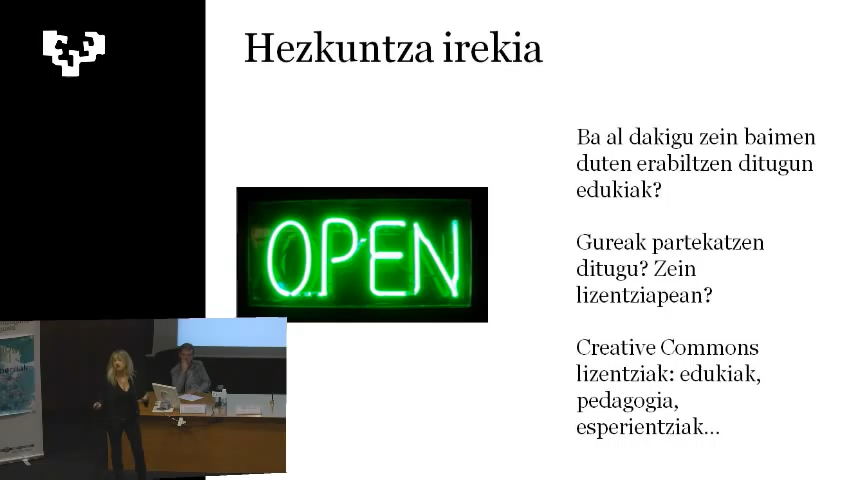 Hezkuntza irekia
Ba al dakigu zein baimen
duten erabiltzen ditugun
edukiak?
Gureak partekatzen
ditugu? Zein
lizentziapean?
Creative Commons
lizentziak: edukiak,
pedagogia,
esperientziak...
OPEN